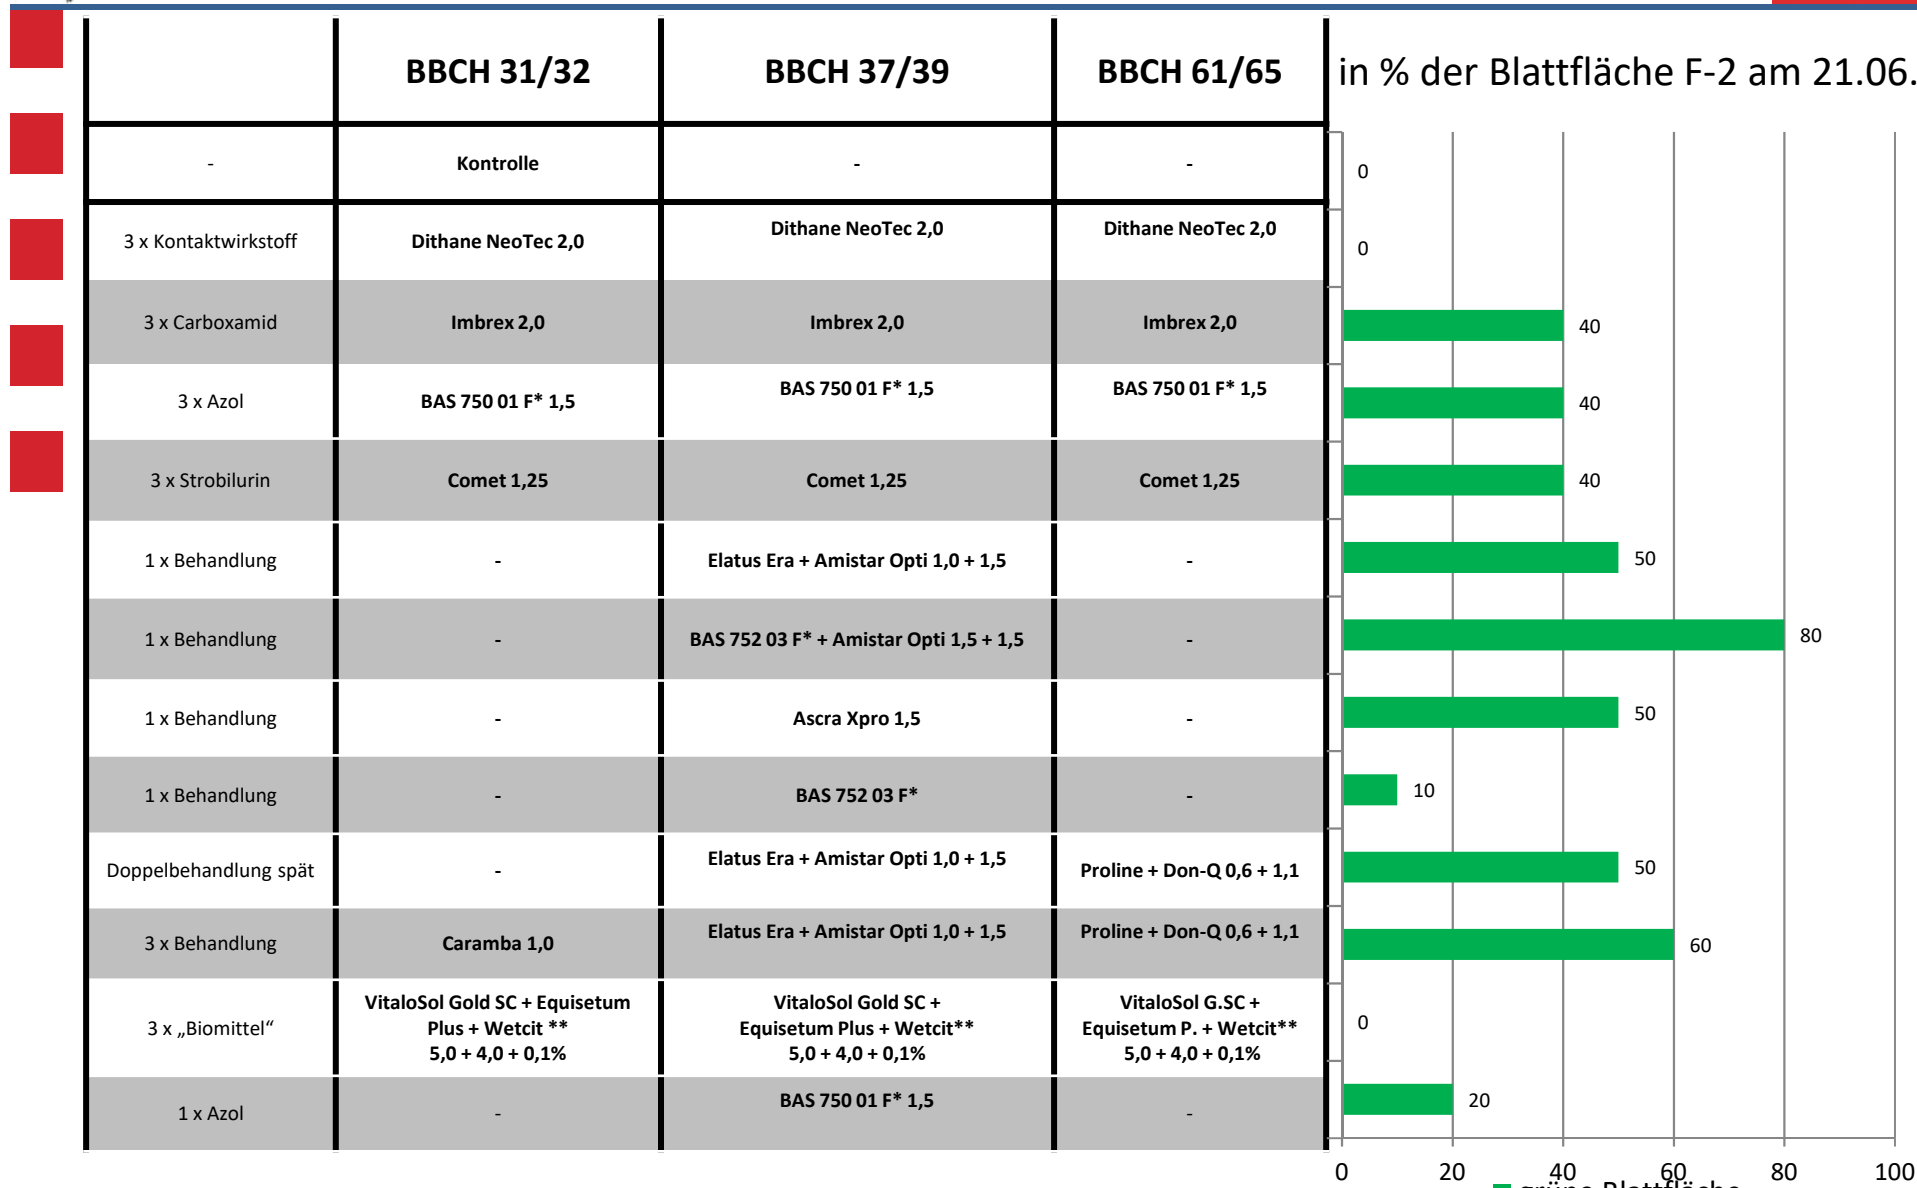 BBCH 31/32 BBCH 37/39 BBCH 61/65 in % der Blattfläche F-2 am 21.06.
- Kontrolle - - 0
3 x Kontaktwirkstoff Dithane NeoTec 2,0 Dithane NeoTec 2,0 Dithane NeoTec 2,0 0
3 x Carboxamid Imbrex 2,0 Imbrex 2,0 Imbrex 2,0 40
3 x Azol BAS 750 01 F* 1,5 BAS 750 01 F* 1,5 BAS 750 01 F* 1,5 40
3 x Strobilurin Comet 1,25 Comet 1,25 Comet 1,25 40
1 x Behandlung - Elatus Era + Amistar Opti 1,0 + 1,5 - 50
1 x Behandlung - BAS 752 03 F* + Amistar Opti 1,5 + 1,5 - 80
1 x Behandlung - Ascra Xpro 1,5 - 50
1 x Behandlung - BAS 752 03 F* - 10
Doppelbehandlung spät - Elatus Era + Amistar Opti 1,0 + 1,5 Proline + Don-Q 0,6 + 1,1 50
3 x Behandlung Caramba 1,0 Elatus Era + Amistar Opti 1,0 + 1,5 Proline + Don-Q 0,6 + 1,1 60
3 x „Biomittel“
VitaloSol Gold SC + Equisetum
Plus + Wetcit **
5,0 + 4,0 + 0,1%
VitaloSol Gold SC +
Equisetum Plus + Wetcit**
5,0 + 4,0 + 0,1%
VitaloSol G.SC +
Equisetum P. + Wetcit**
5,0 + 4,0 + 0,1%
0
1 x Azol - BAS 750 01 F* 1,5 - 20
0 20 40 60 80 100
grüne Blattfläche